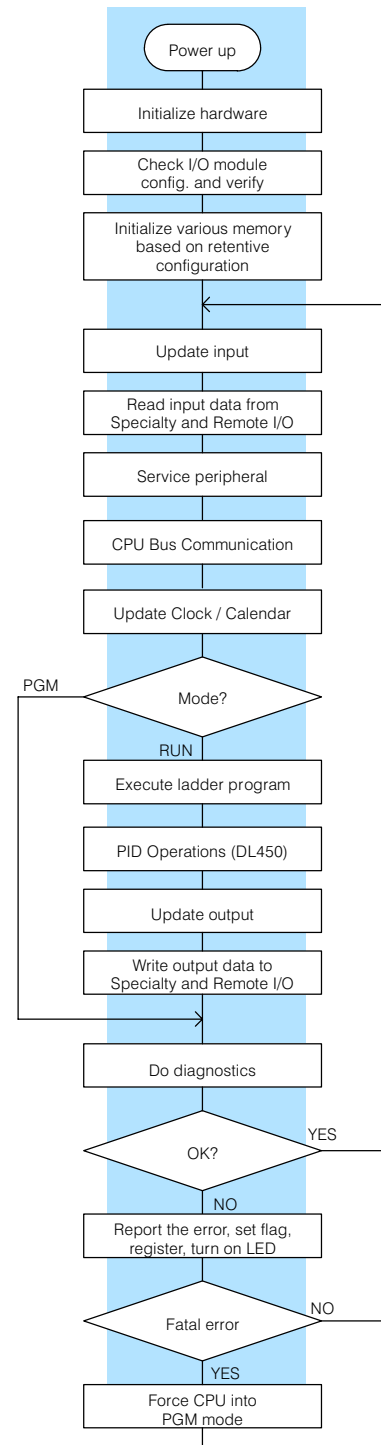 Power up
Initialize hardware
Check I/O module
config. and verify
Initialize various memory
based on retentive
configuration
Update input
Read input data from
Specialty and Remote I/O
Service peripheral
CPU Bus Communication
Update Clock / Calendar
PGM
Mode?
RUN
Execute ladder program
PID Operations (DL450)
Update output
Write output data to
Specialty and Remote I/O
Do diagnostics
YES
OK?
NO
Report the error, set flag,
register, turn on LED
NO
Fatal error
YES
Force CPU into
PGM mode